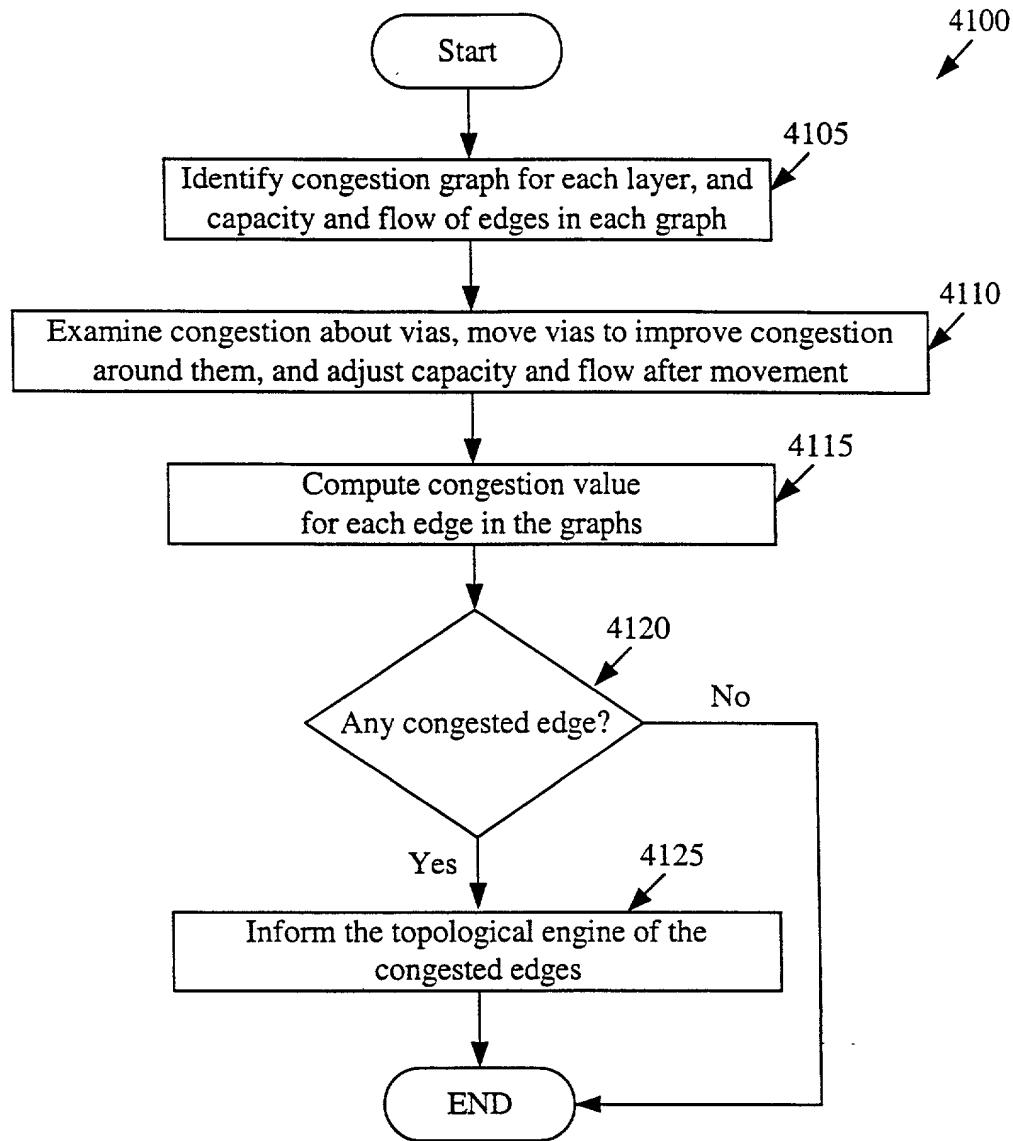 4100
Start
4105
Identify congestion graph for each layer, and
capacity and flow of edges in each graph
4110
Examine congestion about vias, move vias to improve congestion
around them, and adjust capacity and flow after movement
4115
Compute congestion value
for each edge in the graphs
4120
Any congested edge?
No
Yes
4125
Inform the topological engine of the
congested edges
END